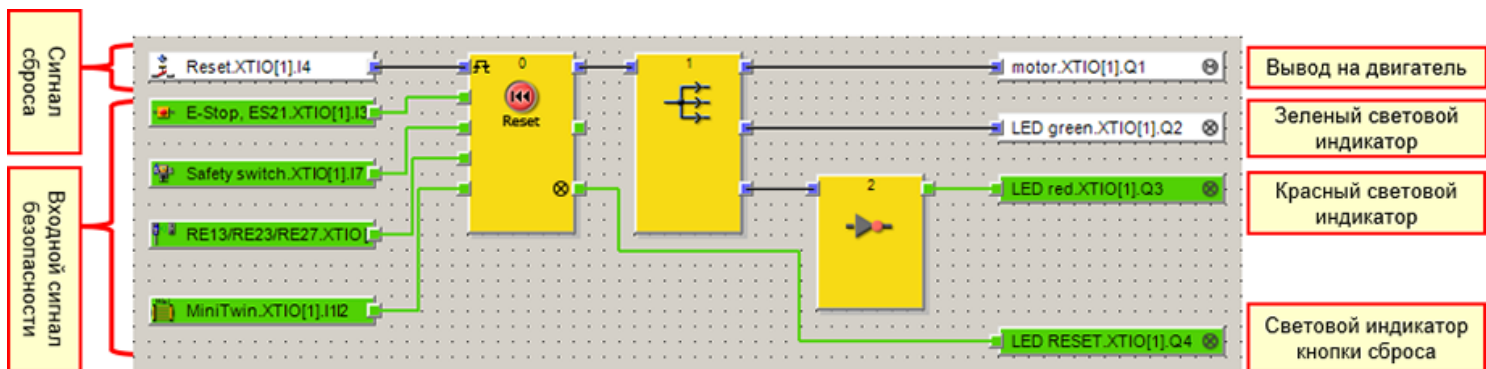 Сигнал
сброса
Входной сигнал
безопасности
Reset.XTIO[1].I4
E-Stop, ES21.XTIO[1].I3
Safety switch.XTIO[1].I7
RE13/RE23/RE27.XTIO[
MiniTwin.XTIO[1].I1I2
0
Reset
1
2
motor.XTIO[1].Q1
LED green.XTIO[1].Q2
LED red.XTIO[1].Q3
LED RESET.XTIO[1].Q4
Вывод на двигатель
Зеленый световой
индикатор
Красный световой
индикатор
Световой индикатор
кнопки сброса